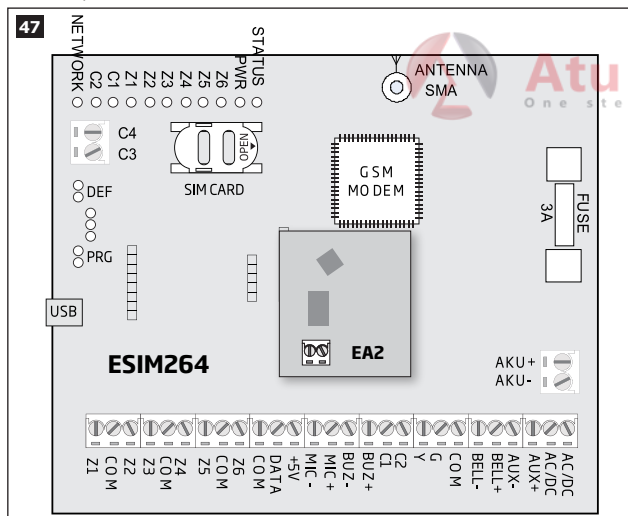 47
NETWORK C2 C1 Z1 Z2 Z3 Z4 Z5 Z6 PWR STATUS
ANTENNA
SMA
Atu
One ste
C4
C3
OPEN
SIM CARD
GSM
MODEM
FUSE
3A
DEF
PRG
USB
ESIM264
EA2
AKU+
AKU-
Z1 COM Z2 Z3 COM Z4 Z5 COM Z6 COM DATA +5V MIC- MIC+ BUZ- BUZ+ C1 C2 Y G COM BELL- BELL+ AUX- AUX+ AC/DC AC/DC